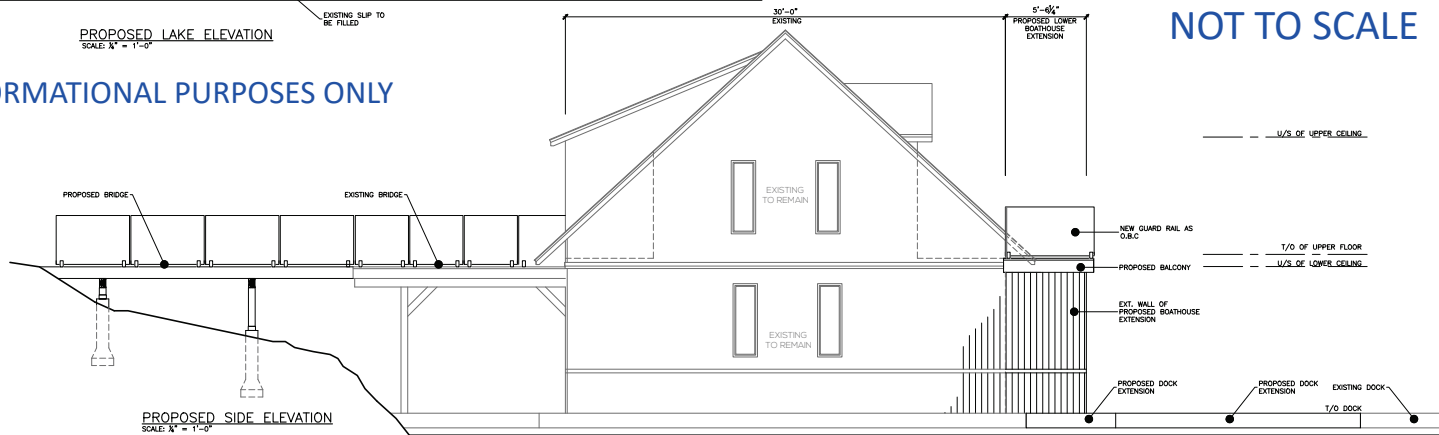 EXISTING SLIP TO
BE FILLED
PROPOSED LAKE ELEVATION
SCALE: ¼" = 1'-0"
ORMATIONAL PURPOSES ONLY
30'-0"
EXISTING
5'-6¼"
PROPOSED LOWER
BOATHOUSE
EXTENSION
NOT TO SCALE
U/S OF UPPER CEILING
PROPOSED BRIDGE
EXISTING BRIDGE
EXISTING
TO REMAIN
NEW GUARD RAIL AS
O.B.C
T/O OF UPPER FLOOR
U/S OF LOWER CEILING
PROPOSED BALCONY
EXT. WALL OF
PROPOSED BOATHOUSE
EXTENSION
EXISTING
TO REMAIN
PROPOSED DOCK
EXTENSION
PROPOSED DOCK
EXTENSION
EXISTING DOCK
T/O DOCK
PROPOSED SIDE ELEVATION
SCALE: ¼" = 1'-0"